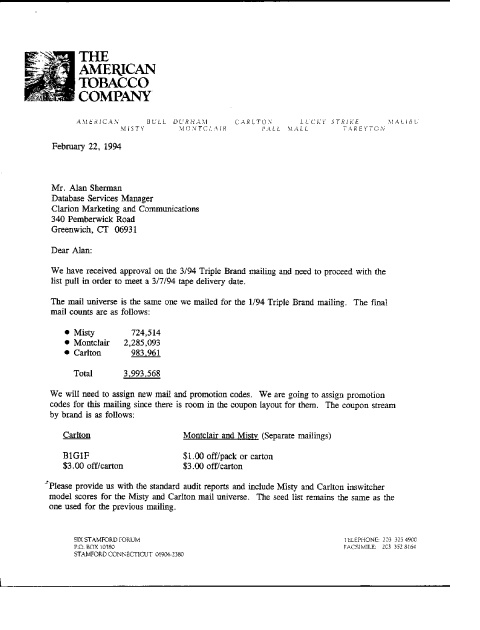 THE
AMERICAN
TOBACCO
COMPANY
AMERICAN BULL DURHAM CARLTON LUCKY STRIKE MALIBU
MISTY MONTCLAIR PALL MALL TAREYTON
February 22, 1994
Mr. Alan Sherman
Database Services Manager
Clarion Marketing and Communications
340 Pemberwick Road
Greenwich, CT 06931
Dear Alan:
We have received approval on the 3/94 Triple Brand mailing and need to proceed with the
list pull in order to meet a 3/7/94 tape delivery date.
The mail universe is the same one we mailed for the 1/94 Triple Brand mailing. The final
mail counts are as follows:
● Misty 724,514
● Montclair 2,285,093
● Carlton 983,961
Total 3,993,568
We will need to assign new mail and promotion codes. We are going to assign promotion
codes for this mailing since there is room in the coupon layout for them. The coupon stream
by brand is as follows:
Carlton Montclair and Misty (Separate mailings)
B1G1F $1.00 off/pack or carton
$3.00 off/carton $3.00 off/carton
Please provide us with the standard audit reports and include Misty and Carlton inswitcher
model scores for the Misty and Carlton mail universe. The seed list remains the same as the
one used for the previous mailing.
SIX STAMFORD FORUM TELEPHONE: 203 325 4900
P.O. BOX 10380 FACSIMILE: 203 352 8164
STAMFORD CONNECTICUT 06904-2380